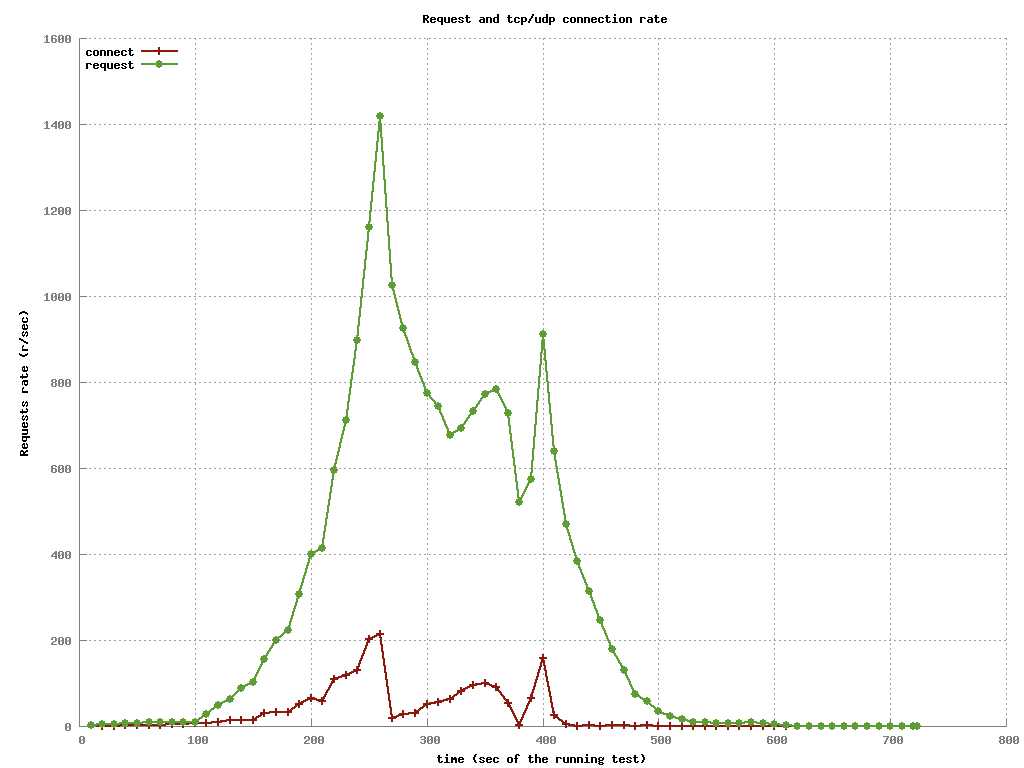 Request and tcp/udp connection rate
connect
request
1600
1400
1200
1000
800
600
400
200
0
Requests rate (r/sec)
0 100 200 300 400 500 600 700 800
time (sec of the running test)